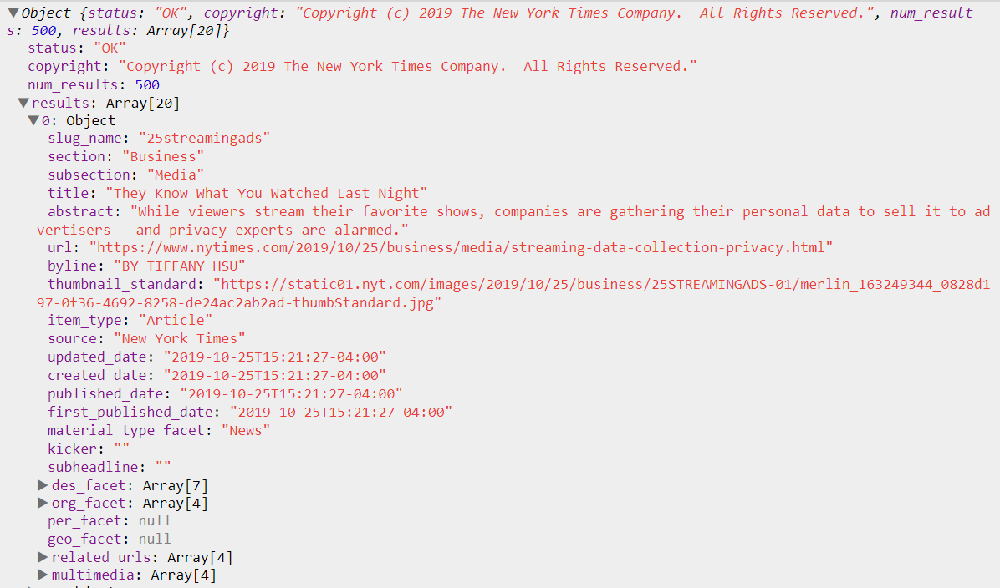 ▼Object {status: "OK", copyright: "Copyright (c) 2019 The New York Times Company.  All Rights Reserved.", num_result
s: 500, results: Array[20]}
status: "OK"
copyright: "Copyright (c) 2019 The New York Times Company.  All Rights Reserved."
num_results: 500
▼results: Array[20]
▼0: Object
slug_name: "25streamingads"
section: "Business"
subsection: "Media"
title: "They Know What You Watched Last Night"
abstract: "While viewers stream their favorite shows, companies are gathering their personal data to sell it to ad
vertisers — and privacy experts are alarmed."
url: "https://www.nytimes.com/2019/10/25/business/media/streaming-data-collection-privacy.html"
byline: "BY TIFFANY HSU"
thumbnail_standard: "https://static01.nyt.com/images/2019/10/25/business/25STREAMINGADS-01/merlin_163249344_0828d1
97-0f36-4692-8258-de24ac2ab2ad-thumbStandard.jpg"
item_type: "Article"
source: "New York Times"
updated_date: "2019-10-25T15:21:27-04:00"
created_date: "2019-10-25T15:21:27-04:00"
published_date: "2019-10-25T15:21:27-04:00"
first_published_date: "2019-10-25T15:21:27-04:00"
material_type_facet: "News"
kicker: ""
subheadline: ""
▶des_facet: Array[7]
▶org_facet: Array[4]
per_facet: null
geo_facet: null
▶related_urls: Array[4]
▶multimedia: Array[4]